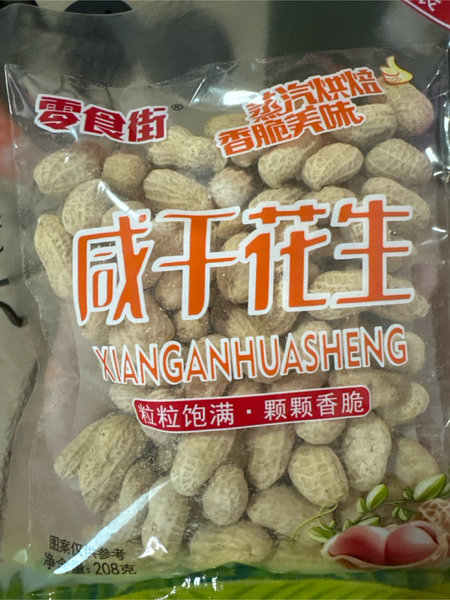 零食街®
蒸汽烘焙
香脆美味
咸干花生
XIANGANHUASHENG
粒粒饱满·颗颗香脆
图案仅供参考
净含量:208克